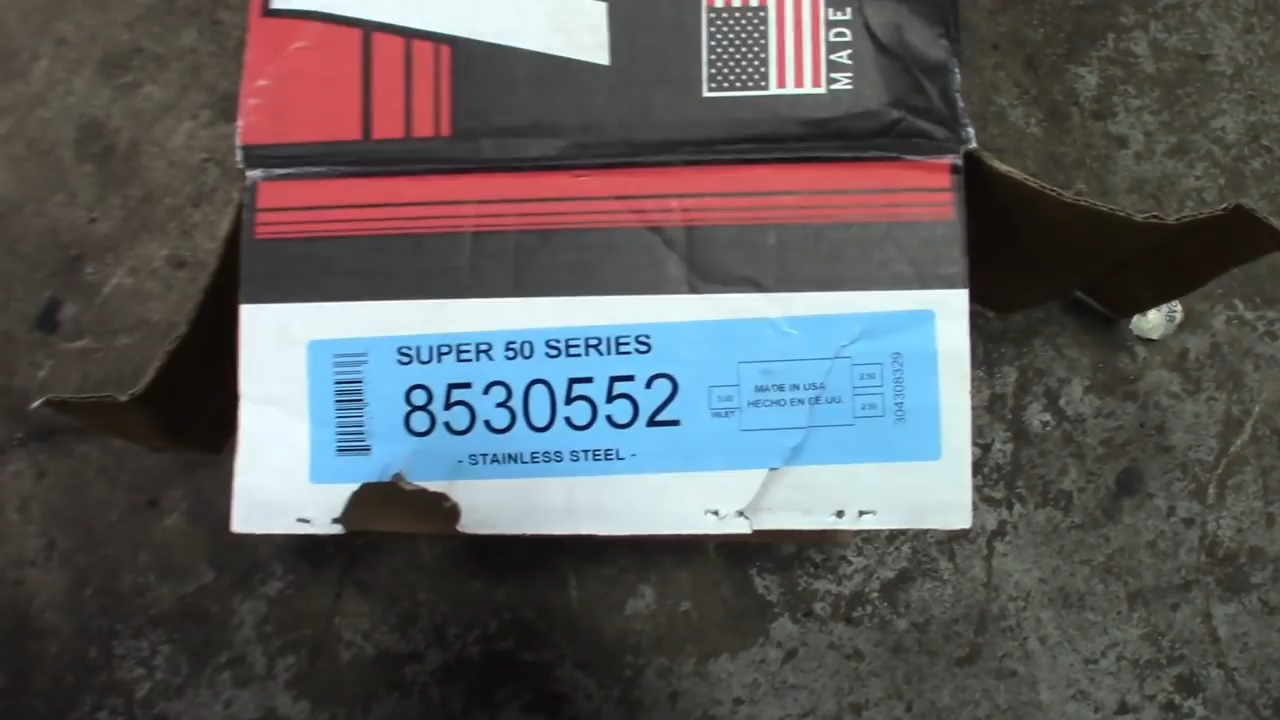 MADE
SUPER 50 SERIES
8530552
- STAINLESS STEEL -
3.00
INLET
MADE IN USA
HECHO EN EE.UU.
2.50
2.50
304308329